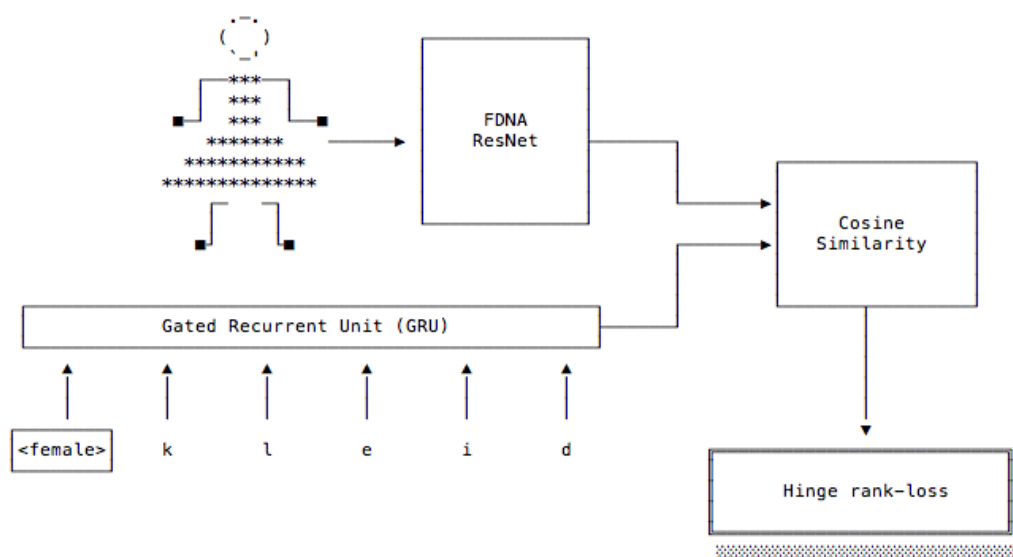 ***
***
***
*******
***********
**************
FDNA
ResNet
Cosine
Similarity
Gated Recurrent Unit (GRU)
<female> k l e i d
Hinge rank-loss